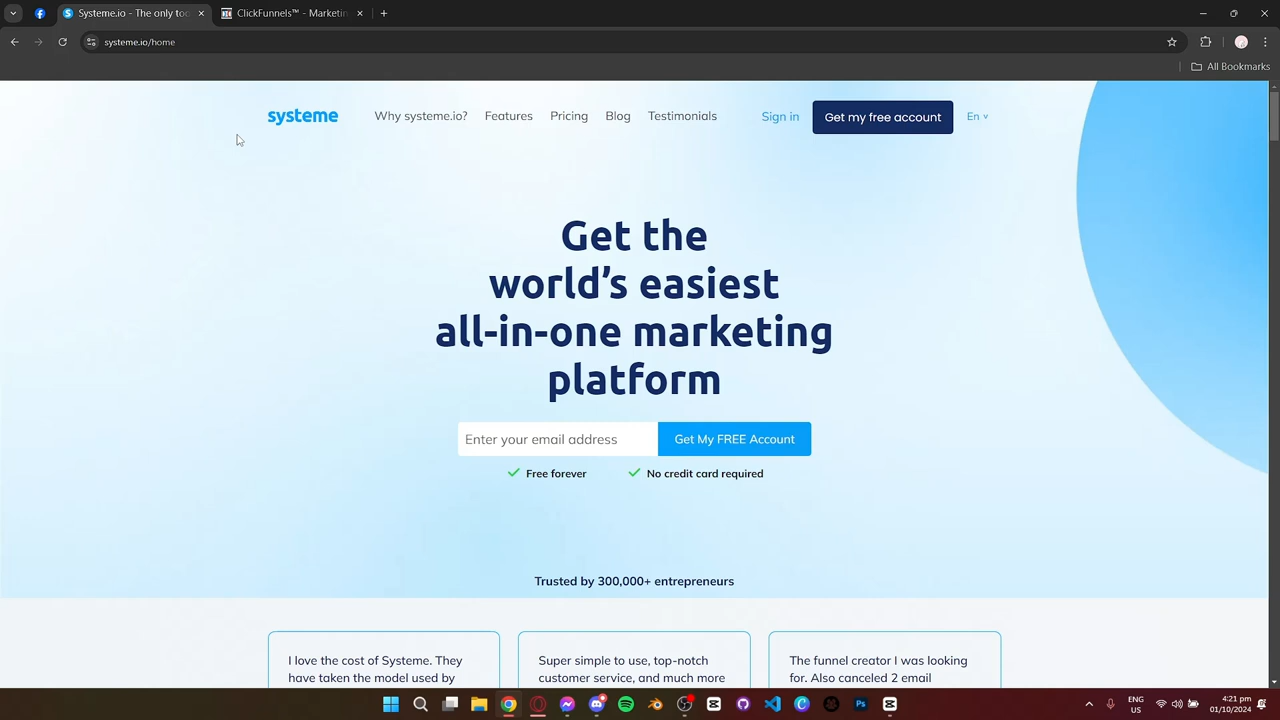 Systeme.io - The only too
ClickFunnels™ - Marketin
systeme.io/home
All Bookmarks
systeme
Why systeme.io?
Features
Pricing
Blog
Testimonials
Sign in
Get my free account
En
Get the
world's easiest
all-in-one marketing
platform
Enter your email address
Get My FREE Account
Free forever
No credit card required
Trusted by 300,000+ entrepreneurs
I love the cost of Systeme. They
have taken the model used by
Super simple to use, top-notch
customer service, and much more
The funnel creator I was looking
for. Also canceled 2 email
ENG
US
4:21 pm
01/10/2024